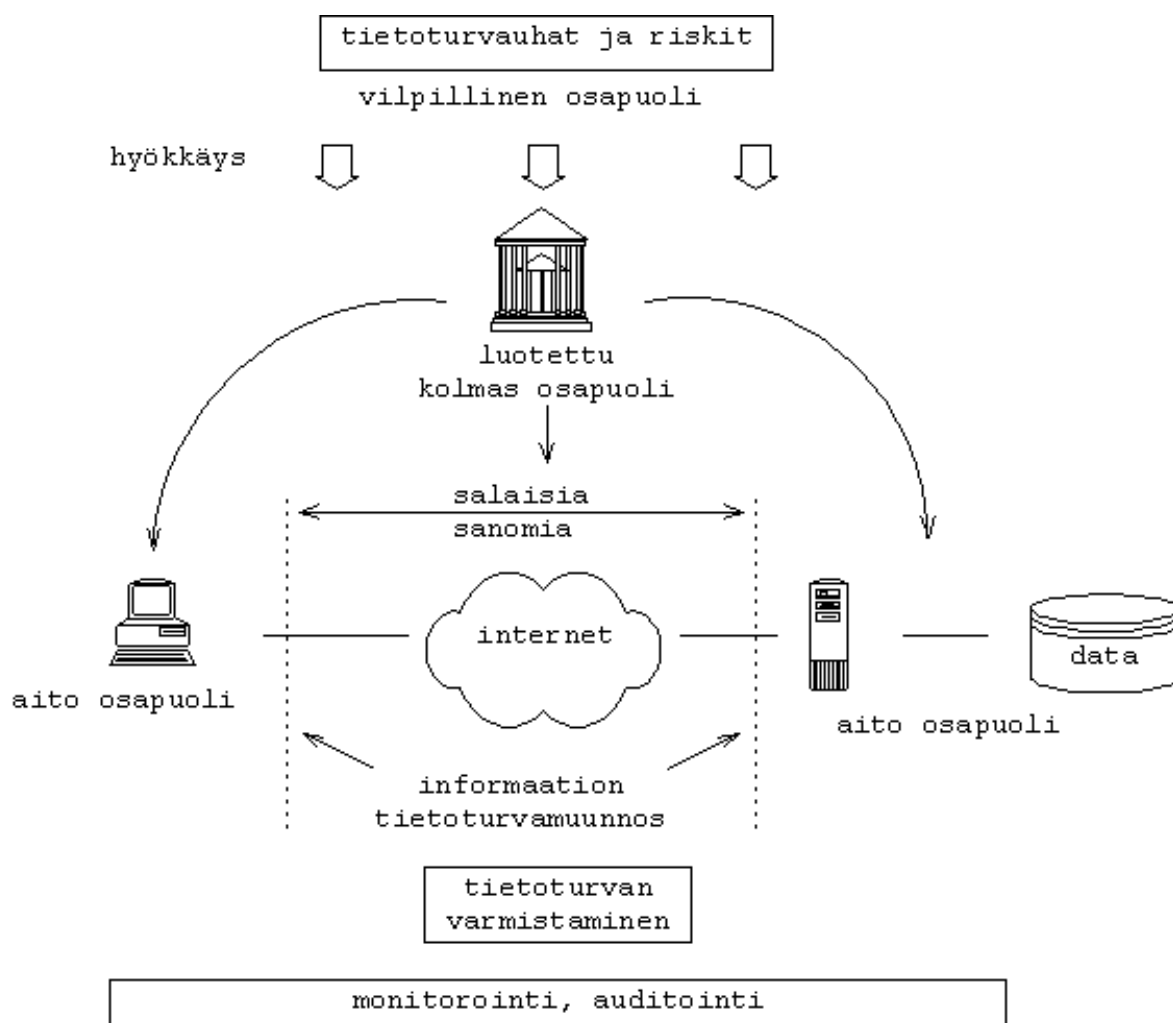 tietoturvauhat ja riskit
vilpillinen osapuoli
hyökkäys
luotettu
kolmas osapuoli
salaisia
sanomia
internet
data
aito osapuoli
aito osapuoli
informaation
tietoturvamuunnos
tietoturvan
varmistaminen
monitorointi, auditointi